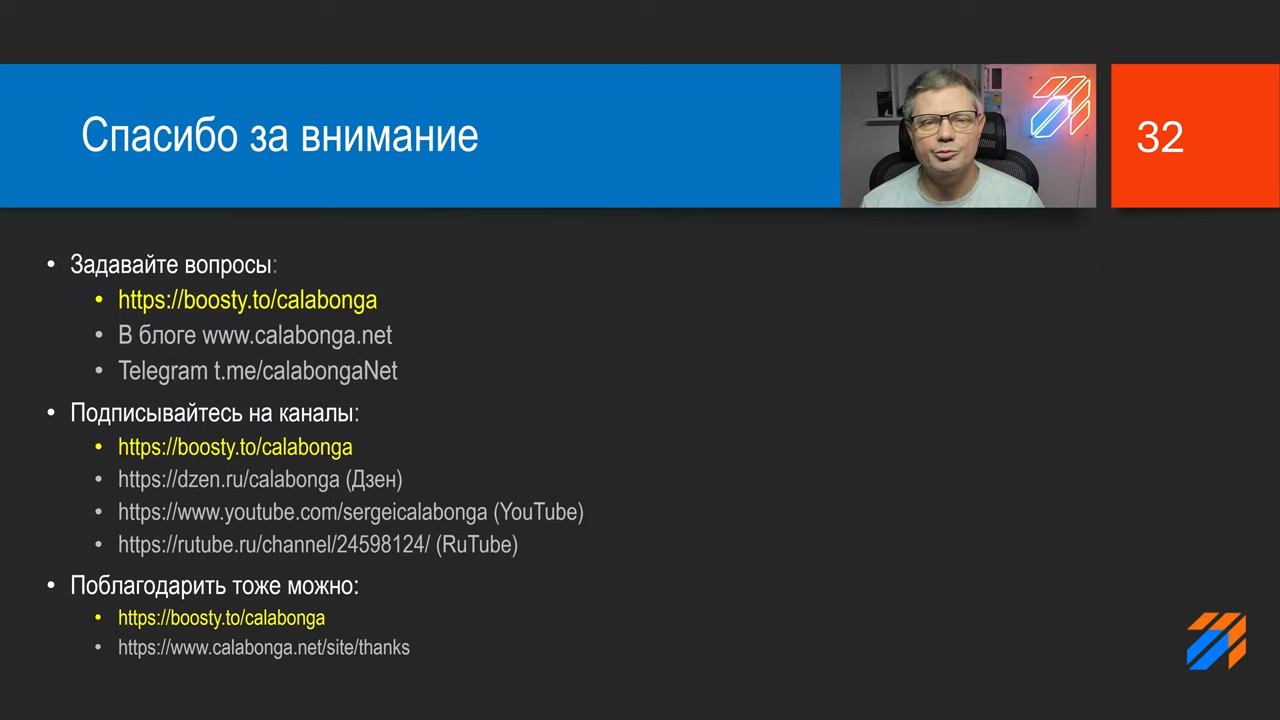 Спасибо за внимание
32
Задавайте вопросы:
https://boosty.to/calabonga
В блоге www.calabonga.net
Telegram t.me/calabongaNet
Подписывайтесь на каналы:
https://boosty.to/calabonga
https://dzen.ru/calabonga (Дзен)
https://www.youtube.com/sergeicalabonga (YouTube)
https://rutube.ru/channel/24598124/ (RuTube)
Поблагодарить тоже можно:
https://boosty.to/calabonga
https://www.calabonga.net/site/thanks